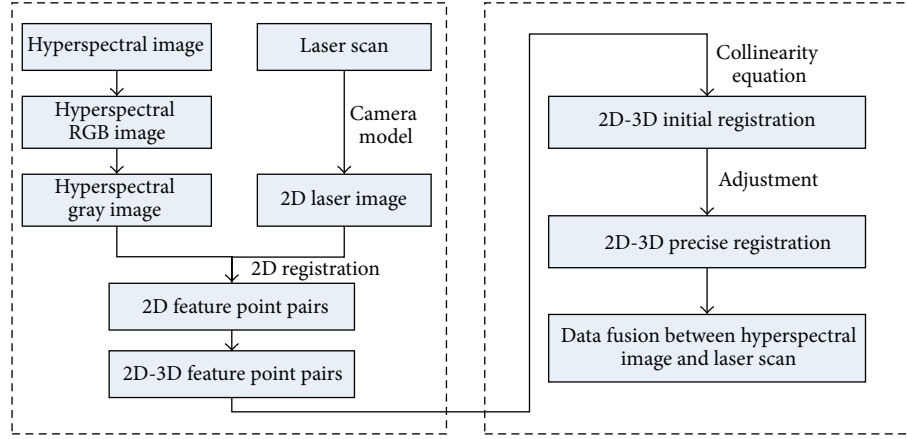 Hyperspectral image
Laser scan
Hyperspectral
RGB image
Camera
model
Hyperspectral
gray image
2D laser image
2D registration
2D feature point pairs
2D-3D feature point pairs
Collinearity
equation
2D-3D initial registration
Adjustment
2D-3D precise registration
Data fusion between hyperspectral
image and laser scan